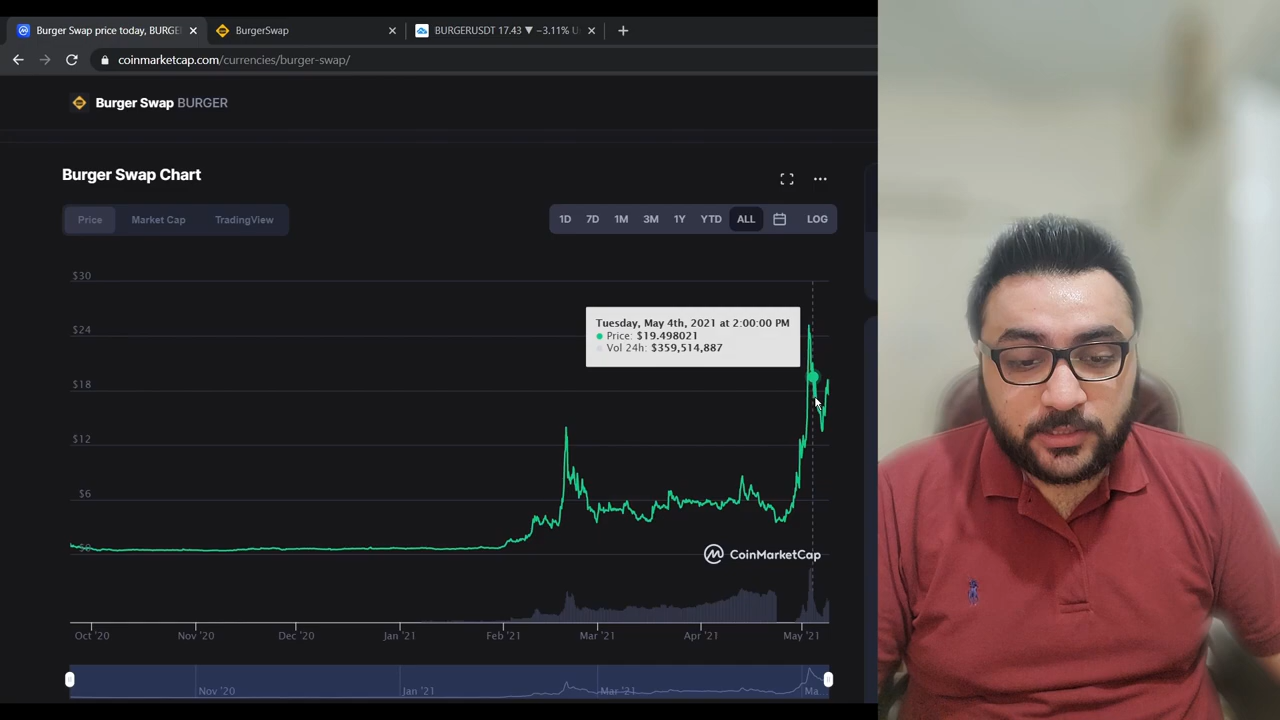 Burger Swap price today, BURGE
BurgerSwap
BURGERUSDT 17.43 ▼ −3.11% U
coinmarketcap.com/currencies/burger-swap/
Burger Swap BURGER
Burger Swap Chart
Price Market Cap TradingView
1D 7D 1M 3M 1Y YTD ALL LOG
$30
$24
$18
$12
$6
$0
Tuesday, May 4th, 2021 at 2:00:00 PM
Price: $19.498021
Vol 24h: $359,514,887
CoinMarketCap
Oct '20 Nov '20 Dec '20 Jan '21 Feb '21 Mar '21 Apr '21 May '21
Nov '20 Jan '21 Mar '21 Ma...